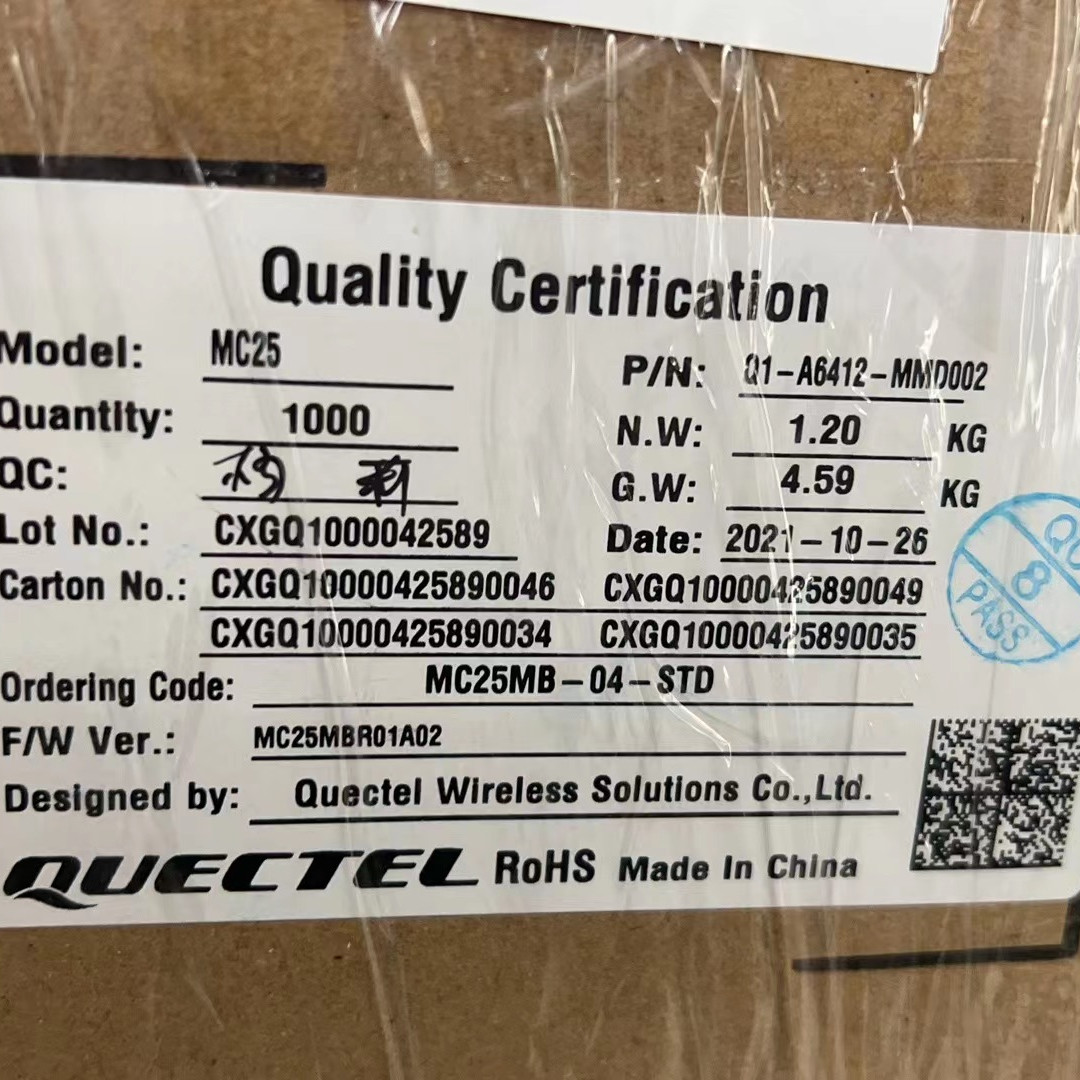 Quality Certification
Model: MC25 P/N: Q1-A6412-MMD002
Quantity: 1000 N.W: 1.20 KG
QC: G.W: 4.59 KG
Lot No.: CXGQ1000042589 Date: 2021-10-26
Carton No.: CXGQ10000425890046 CXGQ10000425890049
CXGQ10000425890034 CXGQ10000425890035
Ordering Code: MC25MB-04-STD
F/W Ver.: MC25MBR01A02
Designed by: Quectel Wireless Solutions Co.,Ltd.
QUECTEL RoHS Made In China
8
PASS